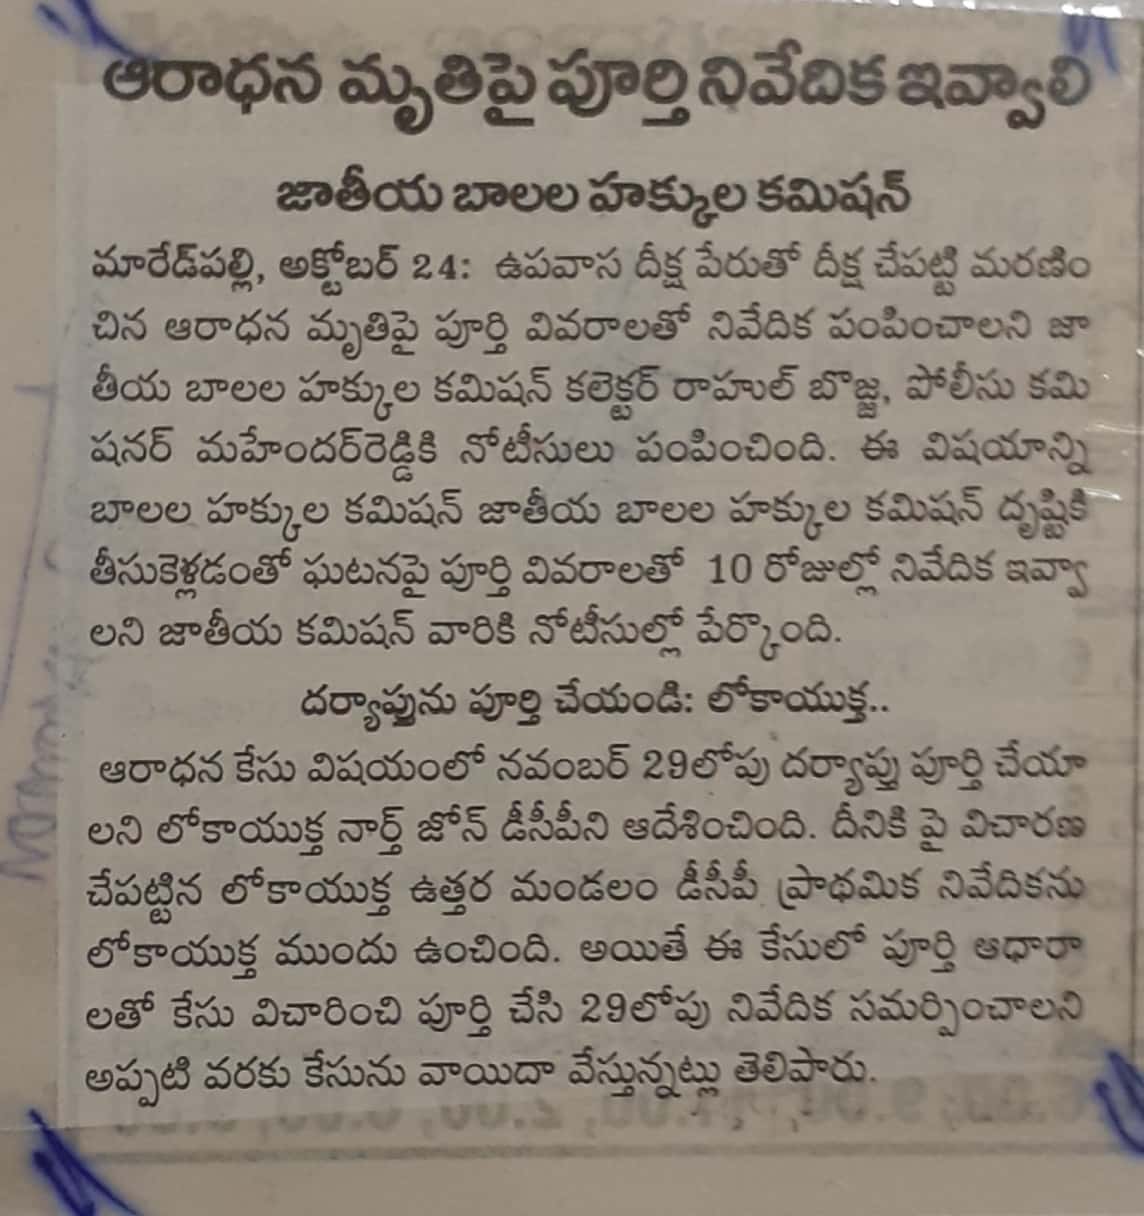 ఆరాధన మృతిపై పూర్తి నివేదిక ఇవ్వాలి
జాతీయ బాలల హక్కుల కమిషన్
మారేడ్‌పల్లి, అక్టోబర్ 24: ఉపవాస దీక్ష పేరుతో దీక్ష చేపట్టి మరణిం
చిన ఆరాధన మృతిపై పూర్తి వివరాలతో నివేదిక పంపించాలని జా
తీయ బాలల హక్కుల కమిషన్ కలెక్టర్ రాహుల్ బొజ్జ, పోలీసు కమి
షనర్ మహేందర్‌రెడ్డికి నోటీసులు పంపించింది. ఈ విషయాన్ని
బాలల హక్కుల కమిషన్ జాతీయ బాలల హక్కుల కమిషన్ దృష్టికి
తీసుకెళ్లడంతో ఘటనపై పూర్తి వివరాలతో 10 రోజుల్లో నివేదిక ఇవ్వా
లని జాతీయ కమిషన్ వారికి నోటీసుల్లో పేర్కొంది.
దర్యాప్తును పూర్తి చేయండి: లోకాయుక్త..
ఆరాధన కేసు విషయంలో నవంబర్ 29లోపు దర్యాప్తు పూర్తి చేయా
లని లోకాయుక్త నార్త్ జోన్ డీసీపీని ఆదేశించింది. దీనికి పై విచారణ
చేపట్టిన లోకాయుక్త ఉత్తర మండలం డీసీపీ ప్రాథమిక నివేదికను
లోకాయుక్త ముందు ఉంచింది. అయితే ఈ కేసులో పూర్తి ఆధారా
లతో కేసు విచారించి పూర్తి చేసి 29లోపు నివేదిక సమర్పించాలని
అప్పటి వరకు కేసును వాయిదా వేస్తున్నట్లు తెలిపారు.